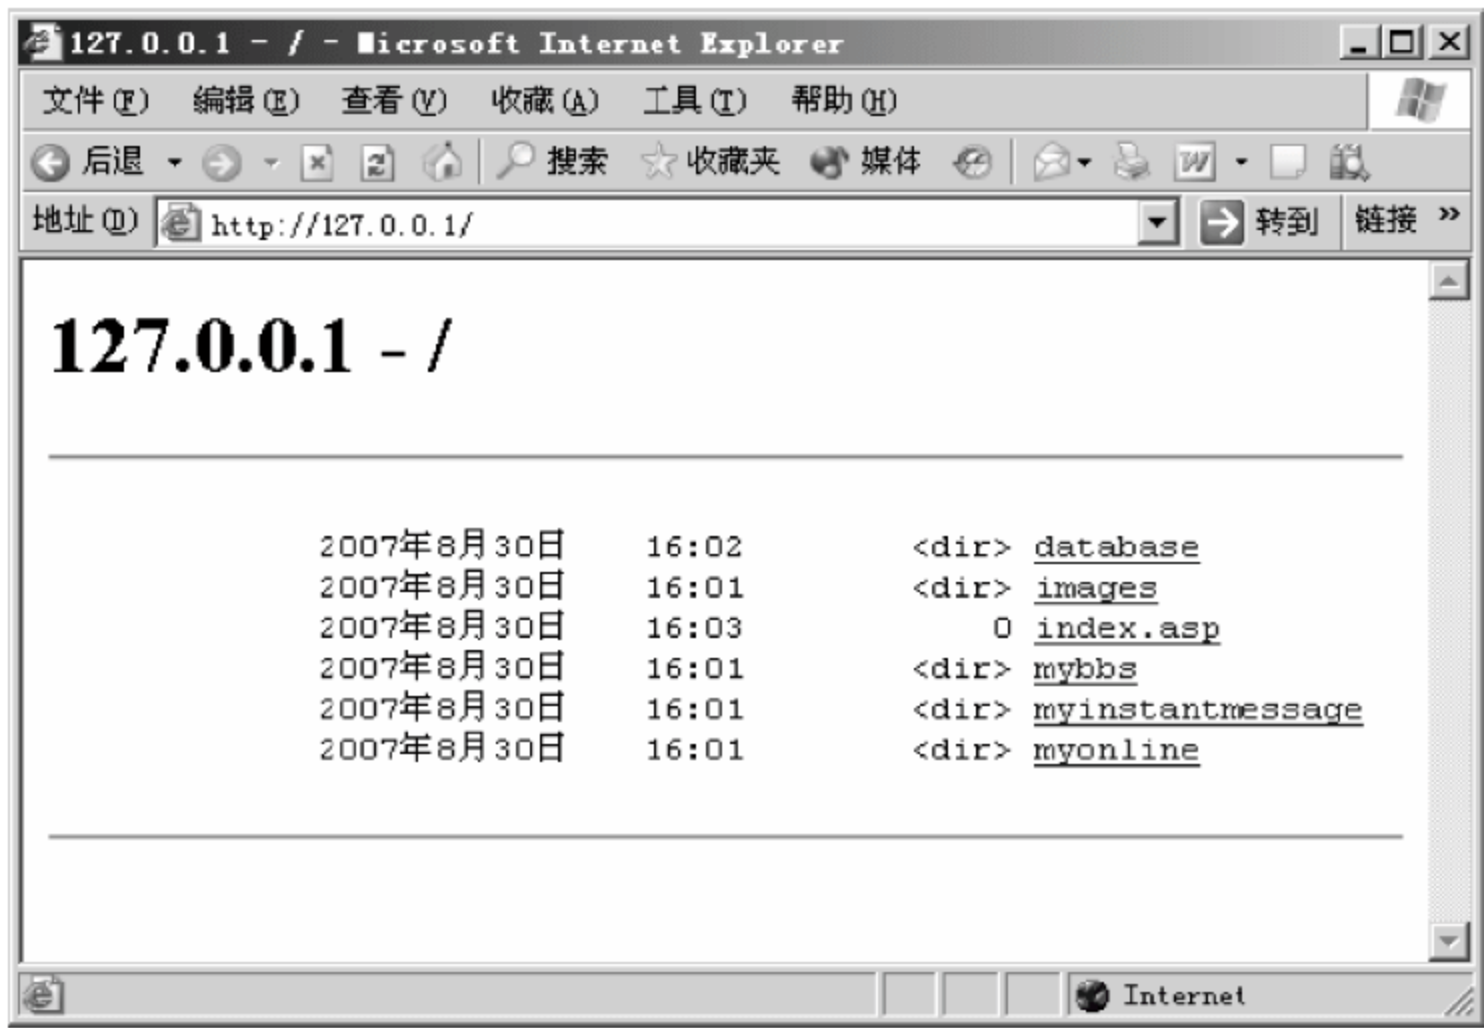 127.0.0.1 - / - Microsoft Internet Explorer
文件(F) 编辑(E) 查看(V) 收藏(A) 工具(T) 帮助(H)
后退 搜索 收藏夹 媒体
地址(D) http://127.0.0.1/ 转到 链接 »
127.0.0.1 - /
2007年8月30日 16:02 <dir> database
2007年8月30日 16:01 <dir> images
2007年8月30日 16:03 0 index.asp
2007年8月30日 16:01 <dir> mybbs
2007年8月30日 16:01 <dir> myinstantmessage
2007年8月30日 16:01 <dir> myonline
Internet